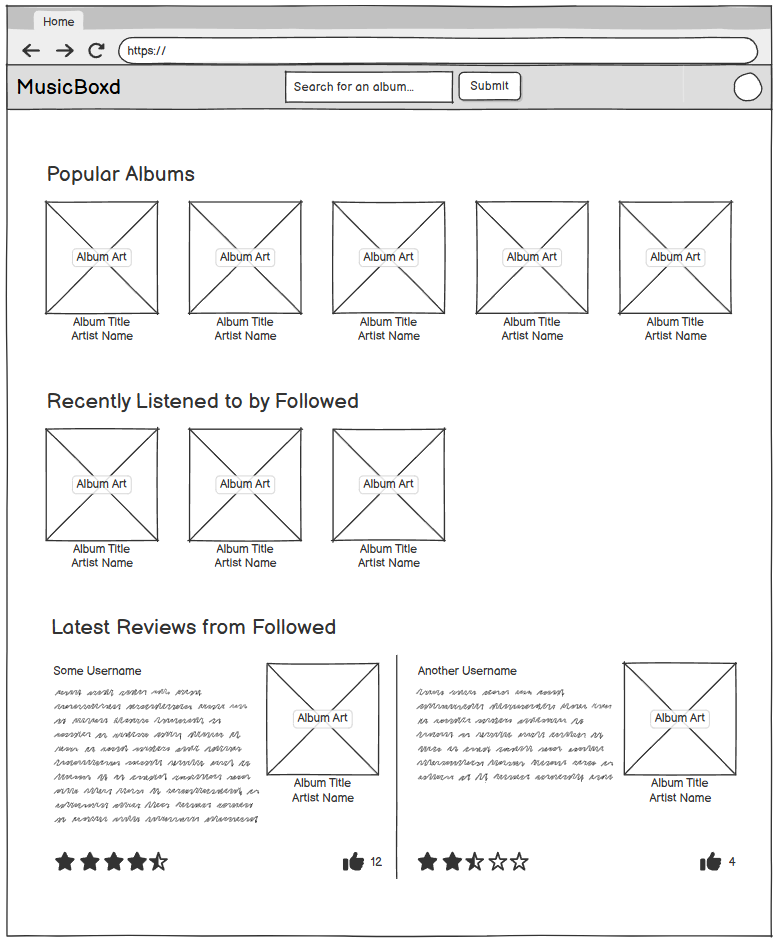 Home
https://
MusicBoxd
Search for an album...
Submit
Popular Albums
Album Art
Album Art
Album Art
Album Art
Album Art
Album Title
Album Title
Album Title
Album Title
Album Title
Artist Name
Artist Name
Artist Name
Artist Name
Artist Name
Recently Listened to by Followed
Album Art
Album Art
Album Art
Album Title
Album Title
Album Title
Artist Name
Artist Name
Artist Name
Latest Reviews from Followed
Some Username
Album Art
Album Title
Artist Name
12
Another Username
Album Art
Album Title
Artist Name
4